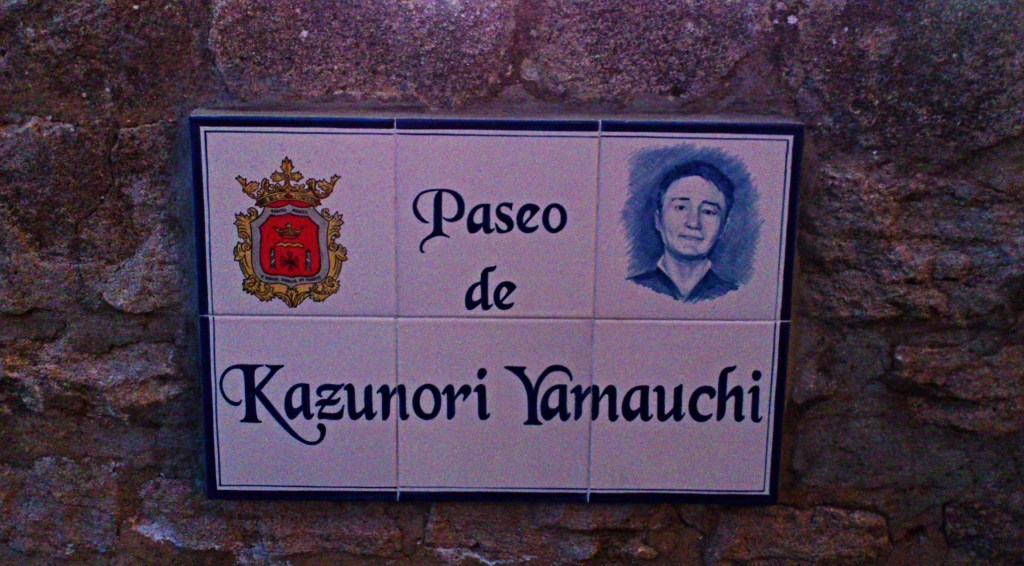 Paseo
de
Kazunori Yamauchi